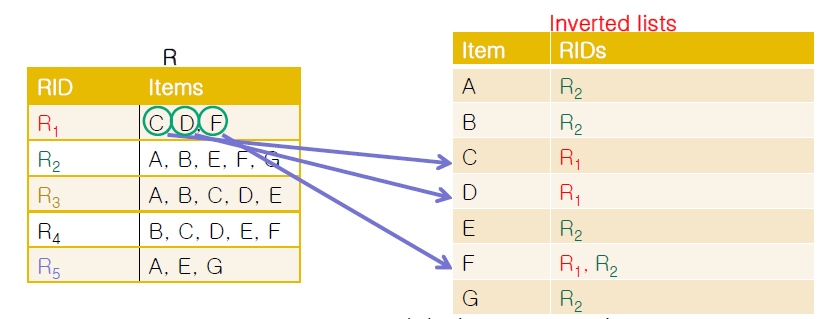 Inverted lists
R
RID Items
R₁ C, D, F
R₂ A, B, E, F, G
R₃ A, B, C, D, E
R₄ B, C, D, E, F
R₅ A, E, G
Item RIDs
A R₂
B R₂
C R₁
D R₁
E R₂
F R₁, R₂
G R₂